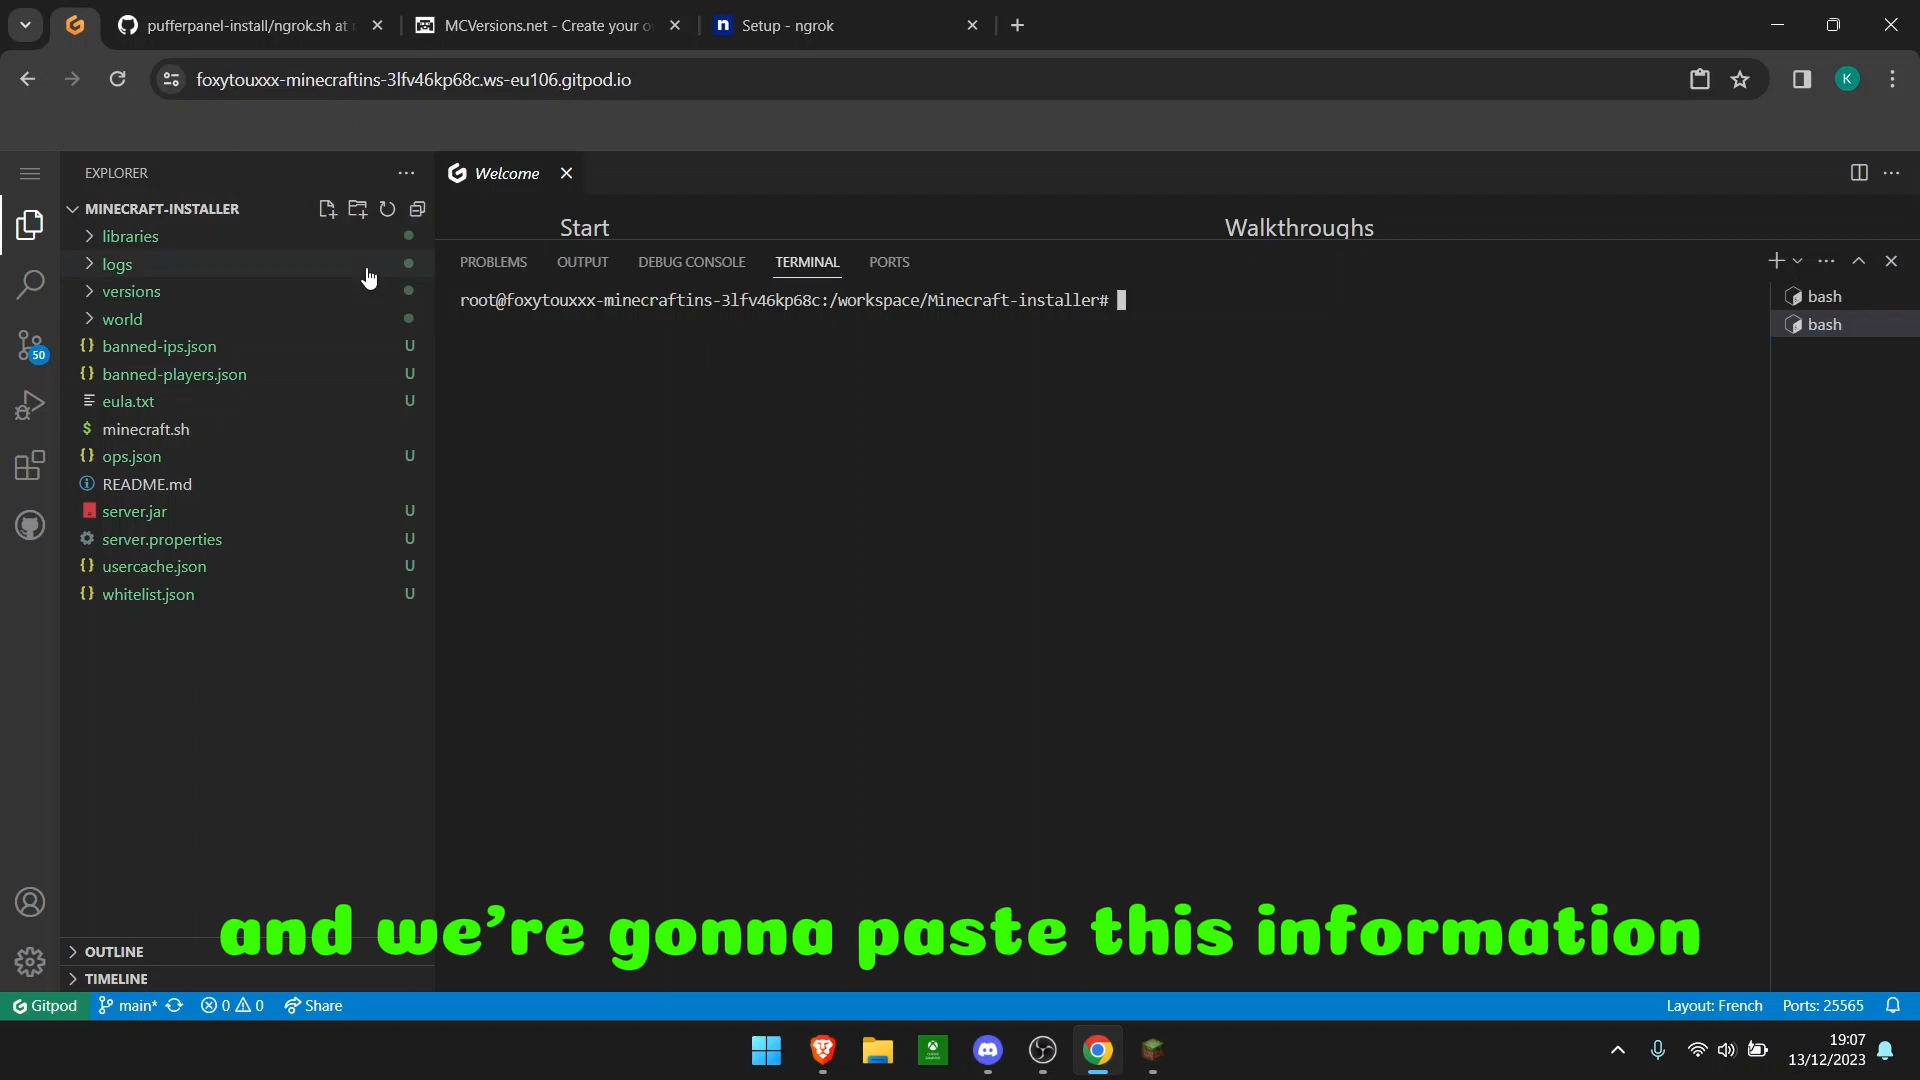 pufferpanel-install/ngrok.sh at
MCVersions.net - Create your o
Setup - ngrok
foxytouxxx-minecraftins-3lfv46kp68c.ws-eu106.gitpod.io
K
EXPLORER
Welcome
MINECRAFT-INSTALLER
Start
Walkthroughs
libraries
logs
versions
world
banned-ips.json U
banned-players.json U
eula.txt U
minecraft.sh
ops.json U
README.md
server.jar U
server.properties U
usercache.json U
whitelist.json U
50
PROBLEMS OUTPUT DEBUG CONSOLE TERMINAL PORTS
root@foxytouxxx-minecraftins-3lfv46kp68c:/workspace/Minecraft-installer#
bash
bash
and we're gonna paste this information
OUTLINE
TIMELINE
Gitpod main* 0 0 Share
Layout: French Ports: 25565
19:07
13/12/2023